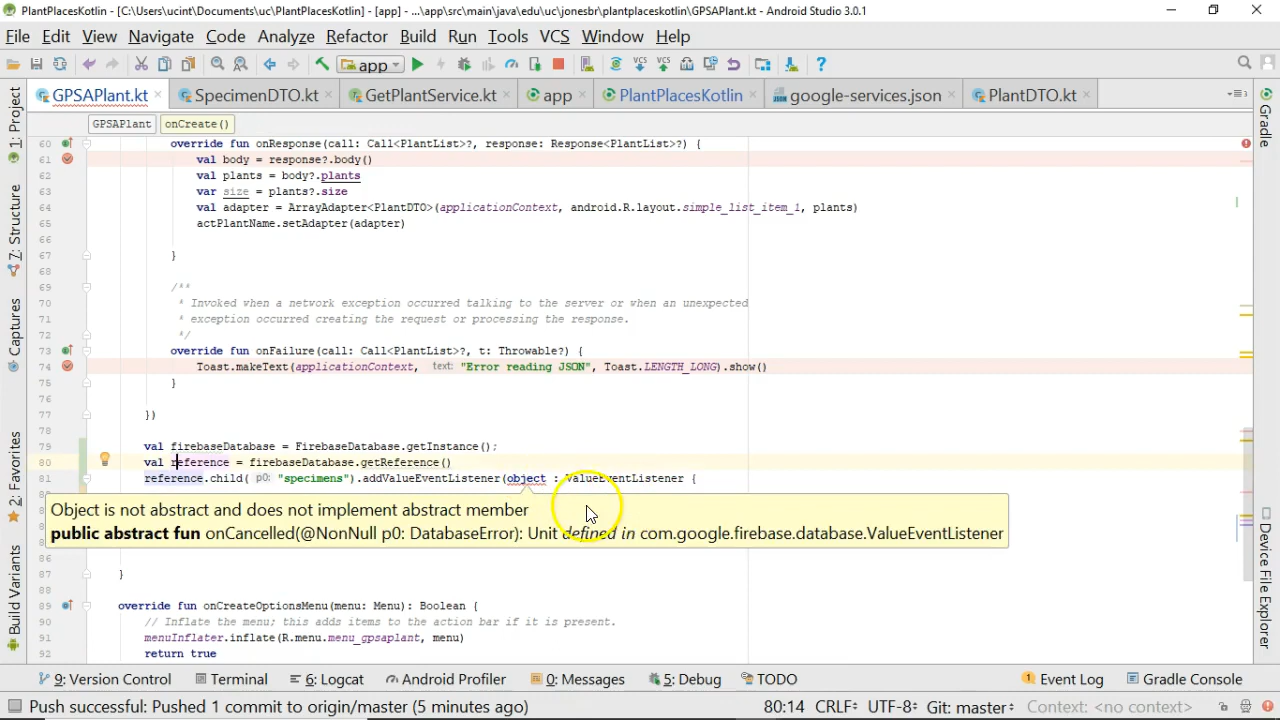 PlantPlacesKotlin - [C:\Users\ucint\Documents\uc\PlantPlacesKotlin] - [app] - ...\app\src\main\java\edu\uc\jonesbr\plantplaceskotlin\GPSAPlant.kt - Android Studio 3.0.1
File Edit View Navigate Code Analyze Refactor Build Run Tools VCS Window Help
app
GPSAPlant.kt SpecimenDTO.kt GetPlantService.kt app PlantPlacesKotlin google-services.json PlantDTO.kt
GPSAPlant onCreate()
60 override fun onResponse(call: Call<PlantList>?, response: Response<PlantList>?) {
61 val body = response?.body()
62 val plants = body?.plants
63 var size = plants?.size
64 val adapter = ArrayAdapter<PlantDTO>(applicationContext, android.R.layout.simple_list_item_1, plants)
65 actPlantName.setAdapter(adapter)
66
67 }
68
69 /**
70 * Invoked when a network exception occurred talking to the server or when an unexpected
71 * exception occurred creating the request or processing the response.
72 */
73 override fun onFailure(call: Call<PlantList>?, t: Throwable?) {
74 Toast.makeText(applicationContext, text: "Error reading JSON", Toast.LENGTH_LONG).show()
75 }
76
77 })
78
79 val firebaseDatabase = FirebaseDatabase.getInstance();
80 val reference = firebaseDatabase.getReference()
81 reference.child( p0: "specimens").addValueEventListener(object : ValueEventListener {
Object is not abstract and does not implement abstract member
public abstract fun onCancelled(@NonNull p0: DatabaseError): Unit defined in com.google.firebase.database.ValueEventListener
86
87 }
88
89 override fun onCreateOptionsMenu(menu: Menu): Boolean {
90 // Inflate the menu; this adds items to the action bar if it is present.
91 menuInflater.inflate(R.menu.menu_gpsaplant, menu)
92 return true
1: Project
7: Structure
Captures
2: Favorites
Build Variants
Gradle
Device File Explorer
9: Version Control Terminal 6: Logcat Android Profiler 0: Messages 5: Debug TODO 1 Event Log Gradle Console
Push successful: Pushed 1 commit to origin/master (5 minutes ago) 80:14 CRLF UTF-8 Git: master Context: <no context>